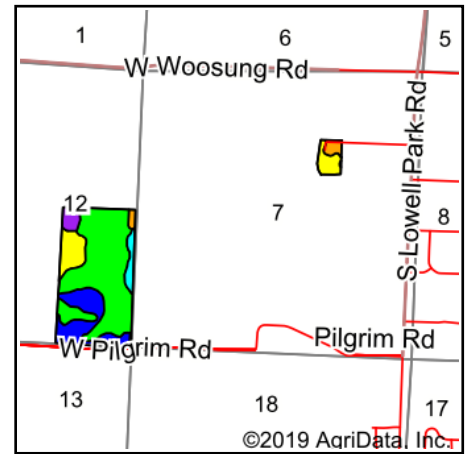 1
6
5
W Woosung Rd
S Lowell Park Rd
12
7
8
W Pilgrim Rd
Pilgrim Rd
13
18
17
©2019 AgriData, Inc.